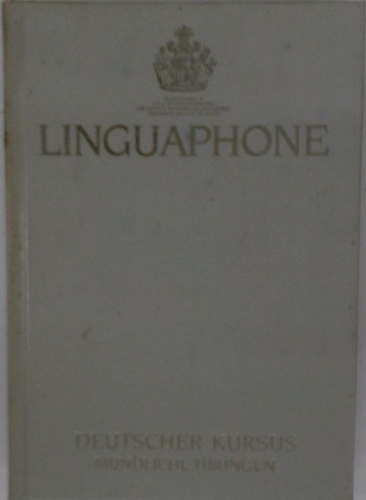 LINGUAPHONE
DEUTSCHER KURSUS
MÜNDLICHE ÜBUNGEN